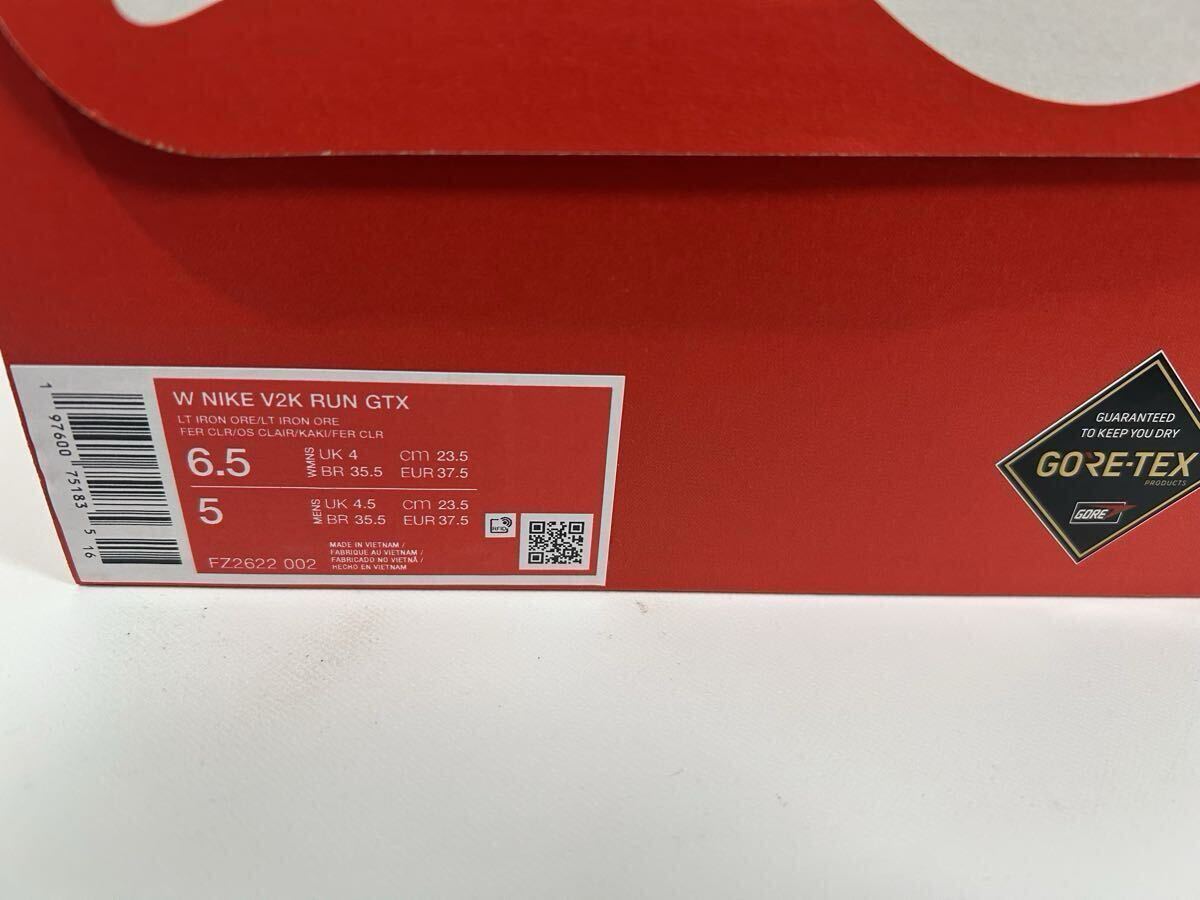 W NIKE V2K RUN GTX
LT IRON ORE/LT IRON ORE
FER CLR/OS CLAIR/KAKI/FER CLR
6.5 WMNS UK 4 cm 23.5
BR 35.5 EUR 37.5
5 MENS UK 4.5 cm 23.5
BR 35.5 EUR 37.5
RFID
FZ2622 002
MADE IN VIETNAM /
FABRIQUE AU VIETNAM /
FABRICADO NO VIETNÃ /
HECHO EN VIETNAM
1 97600 75183 5 16
GUARANTEED
TO KEEP YOU DRY
GORE-TEX
PRODUCTS
GORE